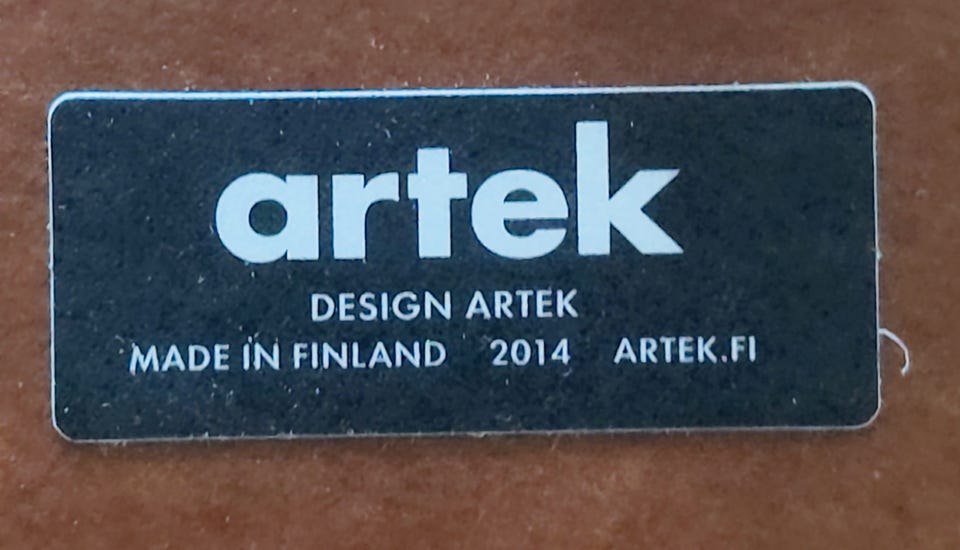 artek
DESIGN ARTEK
MADE IN FINLAND 2014 ARTEK.FI